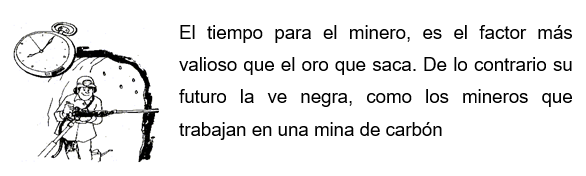 El tiempo para el minero, es el factor más
valioso que el oro que saca. De lo contrario su
futuro la ve negra, como los mineros que
trabajan en una mina de carbón